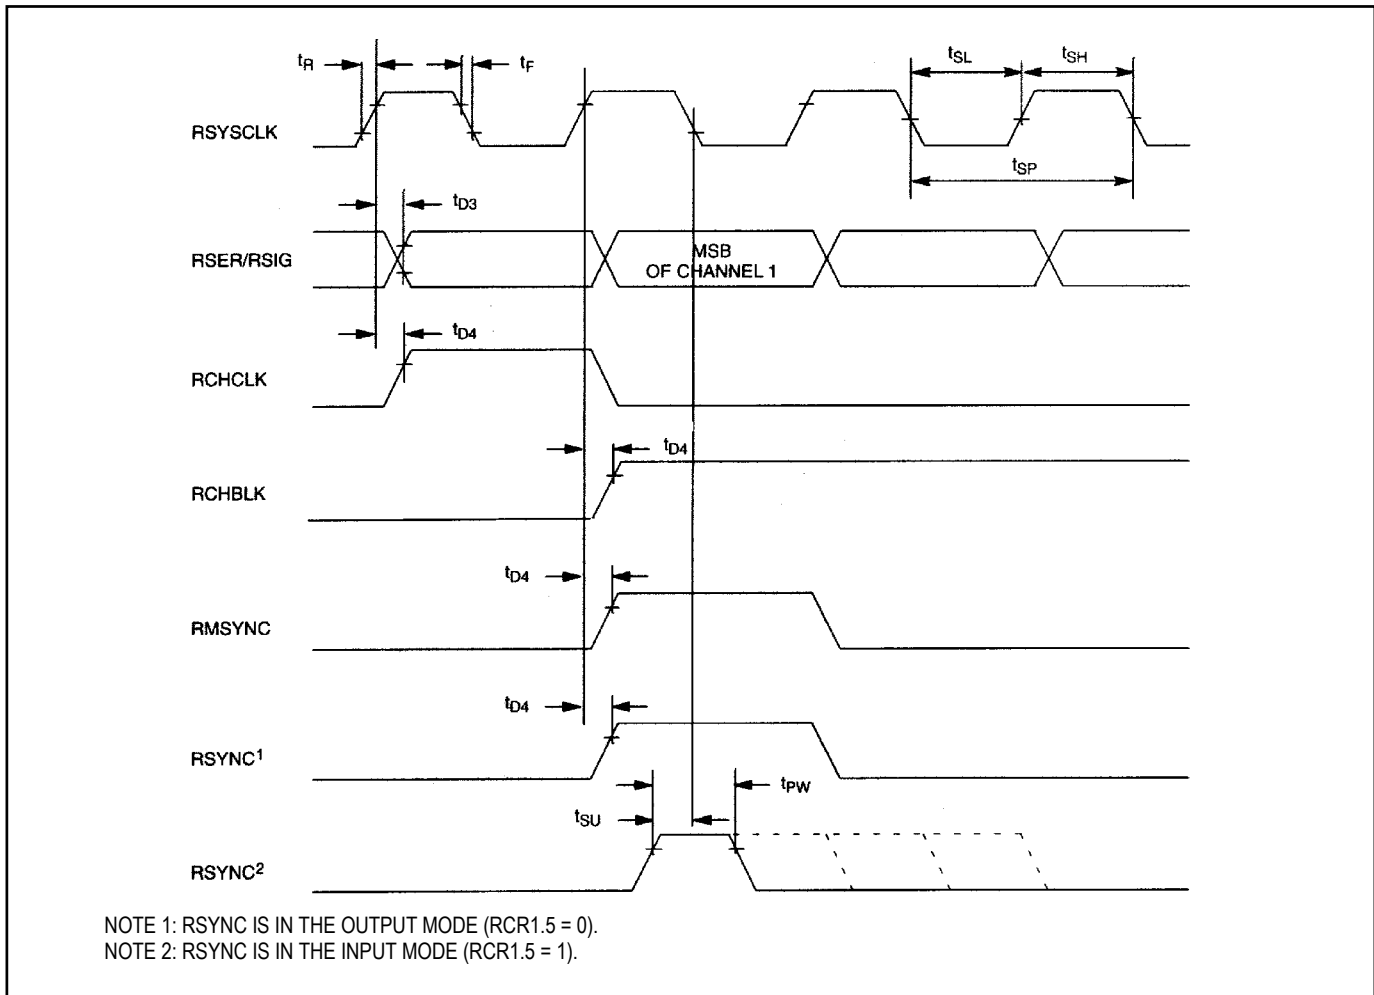 tR
tF
tSL
tSH
RSYSCLK
tSP
tD3
RSER/RSIG
MSB
OF CHANNEL 1
tD4
RCHCLK
tD4
RCHBLK
tD4
RMSYNC
tD4
RSYNC1
tPW
tSU
RSYNC2
NOTE 1: RSYNC IS IN THE OUTPUT MODE (RCR1.5 = 0).
NOTE 2: RSYNC IS IN THE INPUT MODE (RCR1.5 = 1).